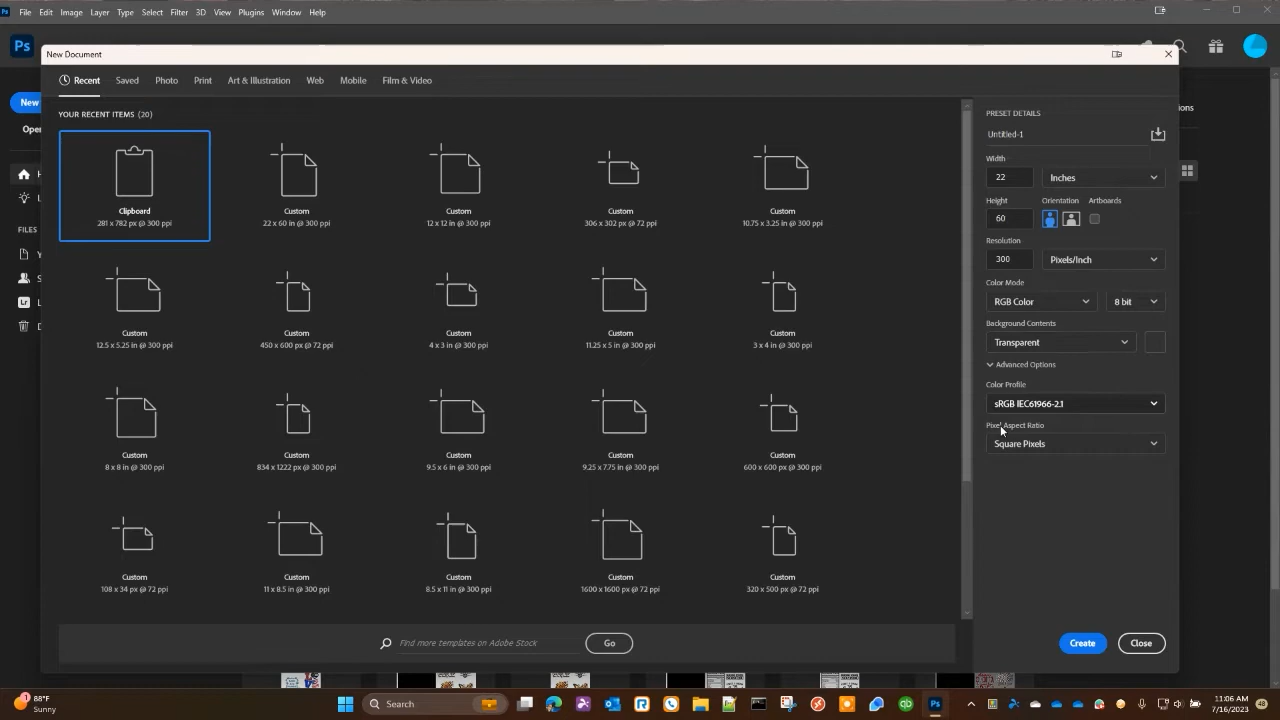 Ps File Edit Image Layer Type Select Filter 3D View Plugins Window Help
Ps
New Document
New
Recent Saved Photo Print Art & Illustration Web Mobile Film & Video
YOUR RECENT ITEMS (20)
Clipboard
281 x 782 px @ 300 ppi
Custom
22 x 60 in @ 300 ppi
Custom
12 x 12 in @ 300 ppi
Custom
306 x 302 px @ 72 ppi
Custom
10.75 x 3.25 in @ 300 ppi
Custom
12.5 x 5.25 in @ 300 ppi
Custom
450 x 600 px @ 72 ppi
Custom
4 x 3 in @ 300 ppi
Custom
11.25 x 5 in @ 300 ppi
Custom
3 x 4 in @ 300 ppi
Custom
8 x 8 in @ 300 ppi
Custom
834 x 1222 px @ 300 ppi
Custom
9.5 x 6 in @ 300 ppi
Custom
9.25 x 7.75 in @ 300 ppi
Custom
600 x 600 px @ 300 ppi
Custom
108 x 34 px @ 72 ppi
Custom
11 x 8.5 in @ 300 ppi
Custom
8.5 x 11 in @ 300 ppi
Custom
1600 x 1600 px @ 72 ppi
Custom
320 x 500 px @ 72 ppi
Find more templates on Adobe Stock
Go
PRESET DETAILS
Untitled-1
Width
22 Inches
Height Orientation Artboards
60
Resolution
300 Pixels/Inch
Color Mode
RGB Color 8 bit
Background Contents
Transparent
Advanced Options
Color Profile
sRGB IEC61966-2.1
Pixel Aspect Ratio
Square Pixels
Create Close
FILES
Lr
1
88°F
Sunny
Search
Ps
11:06 AM
7/16/2023